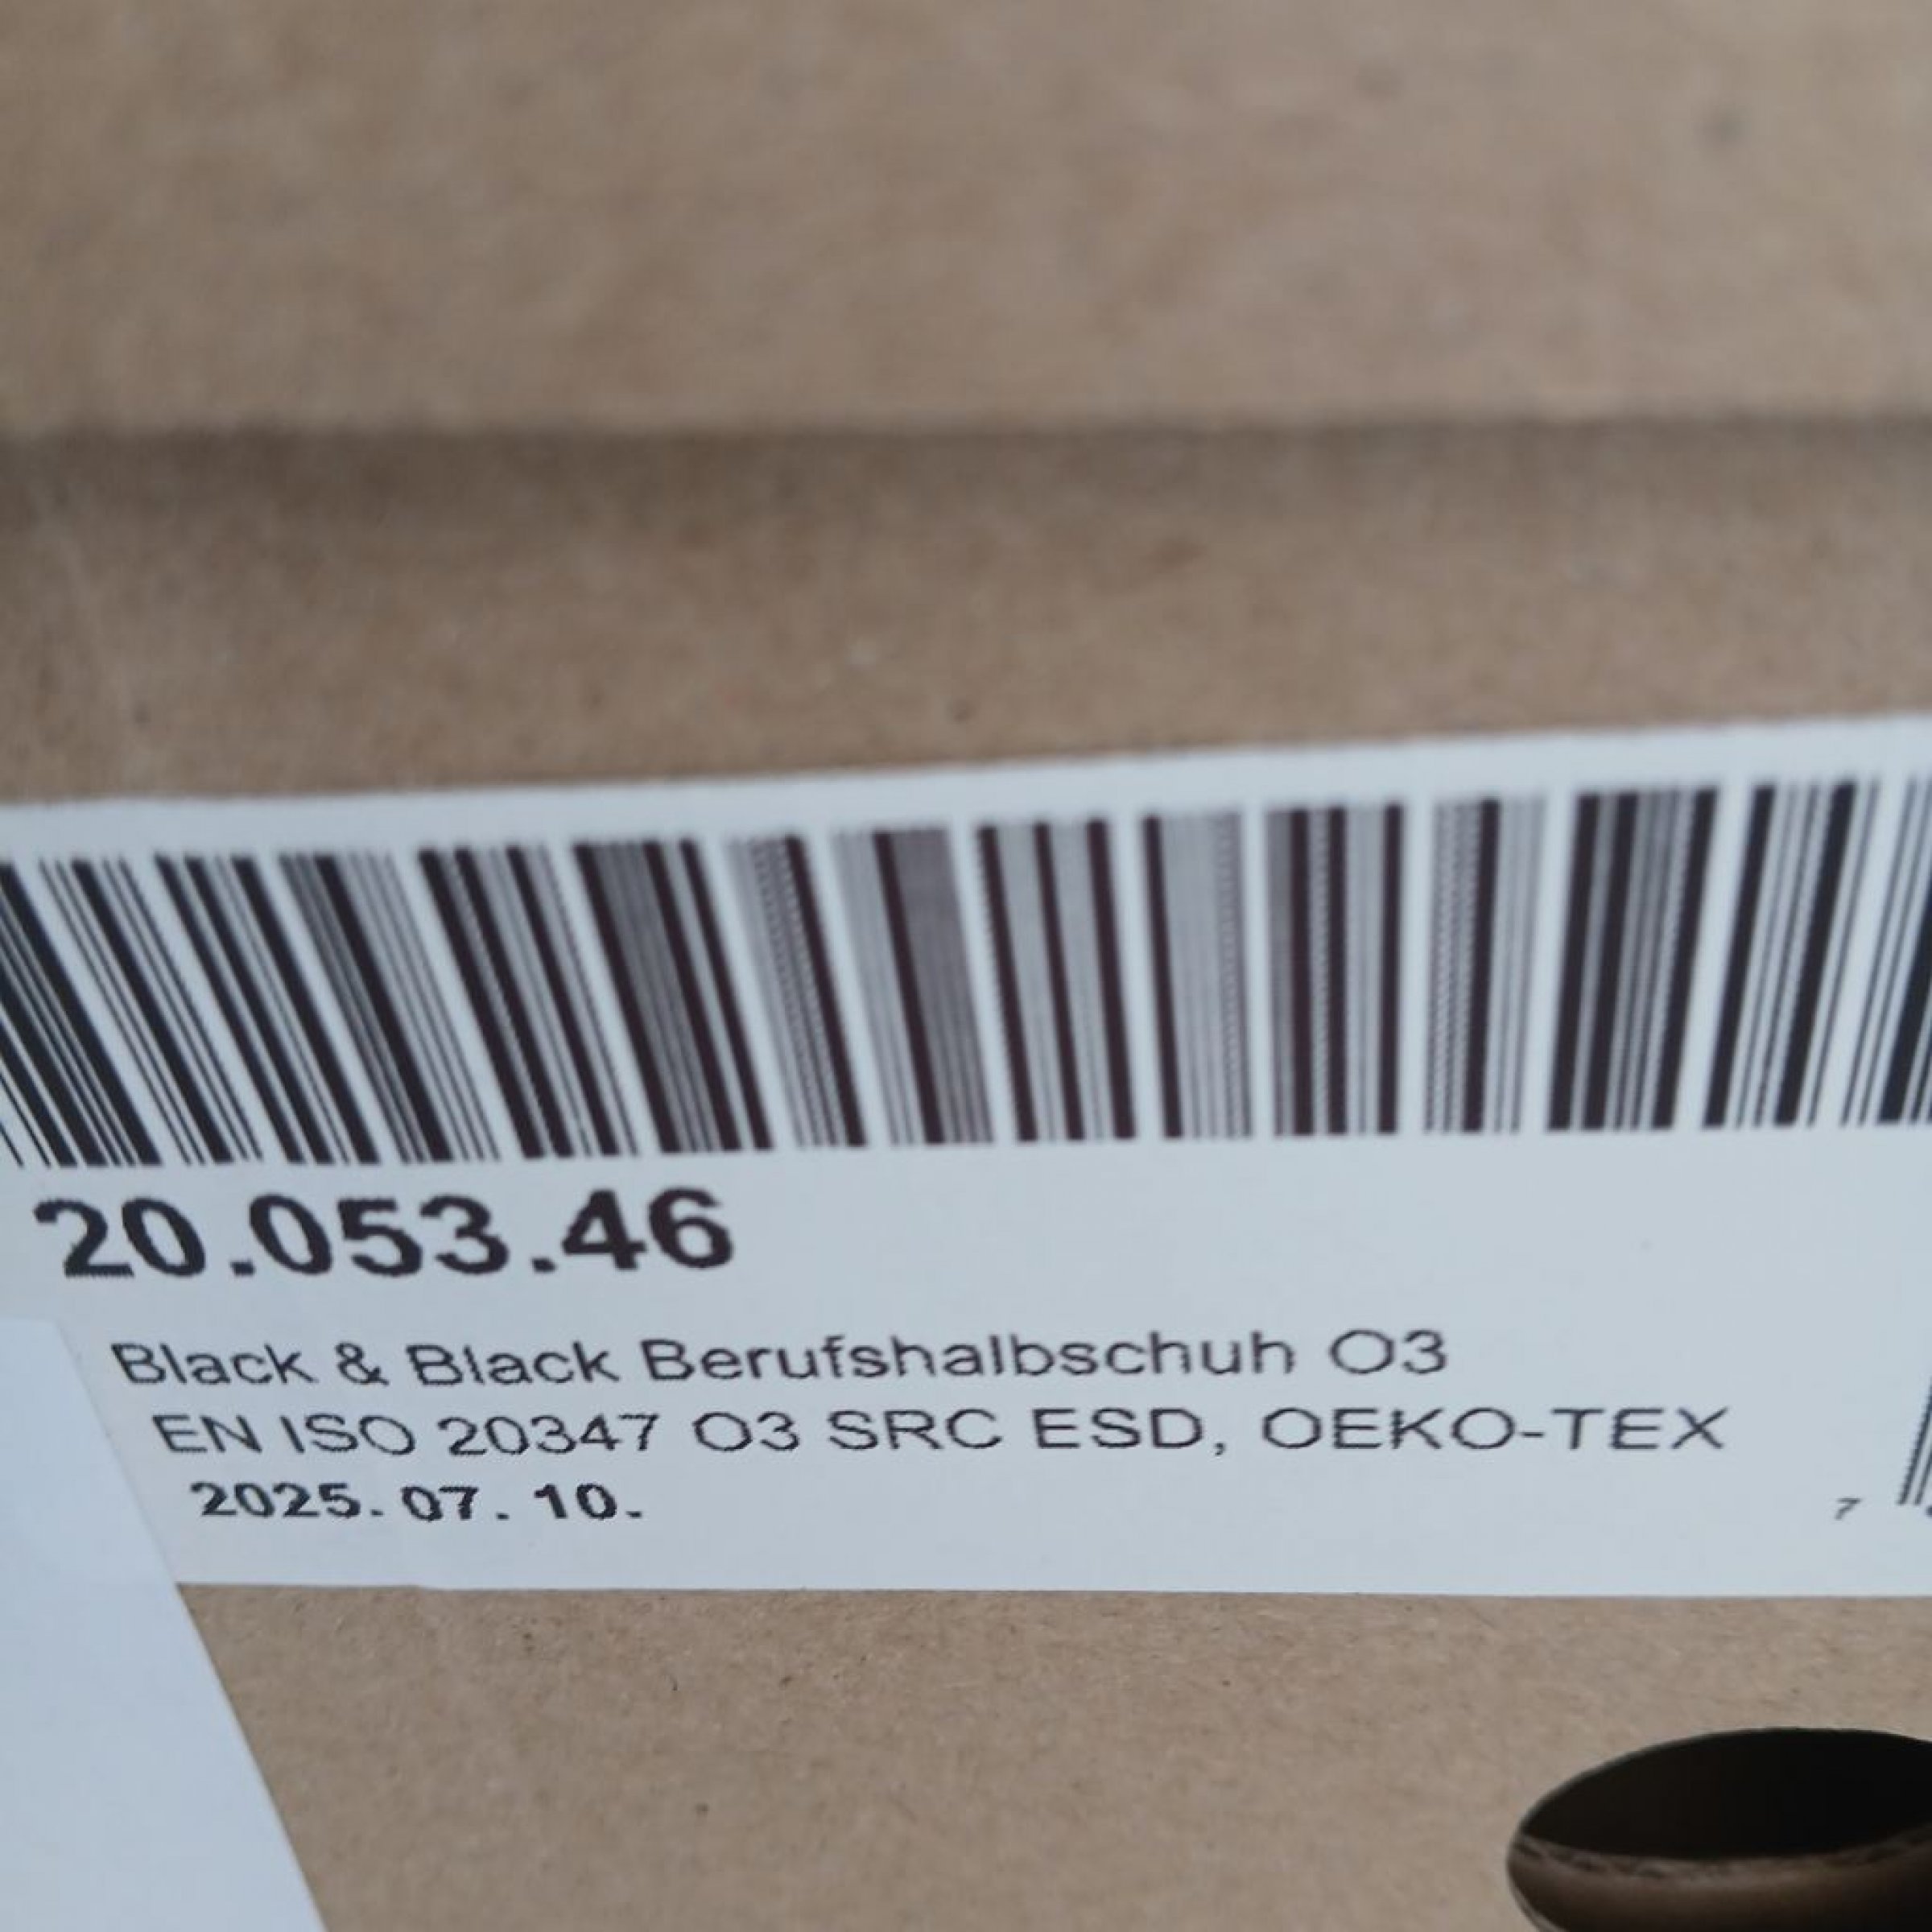 20.053.46
Black & Black Berufshalbschuh O3
EN ISO 20347 O3 SRC ESD, OEKO-TEX
2025.07.10.
7